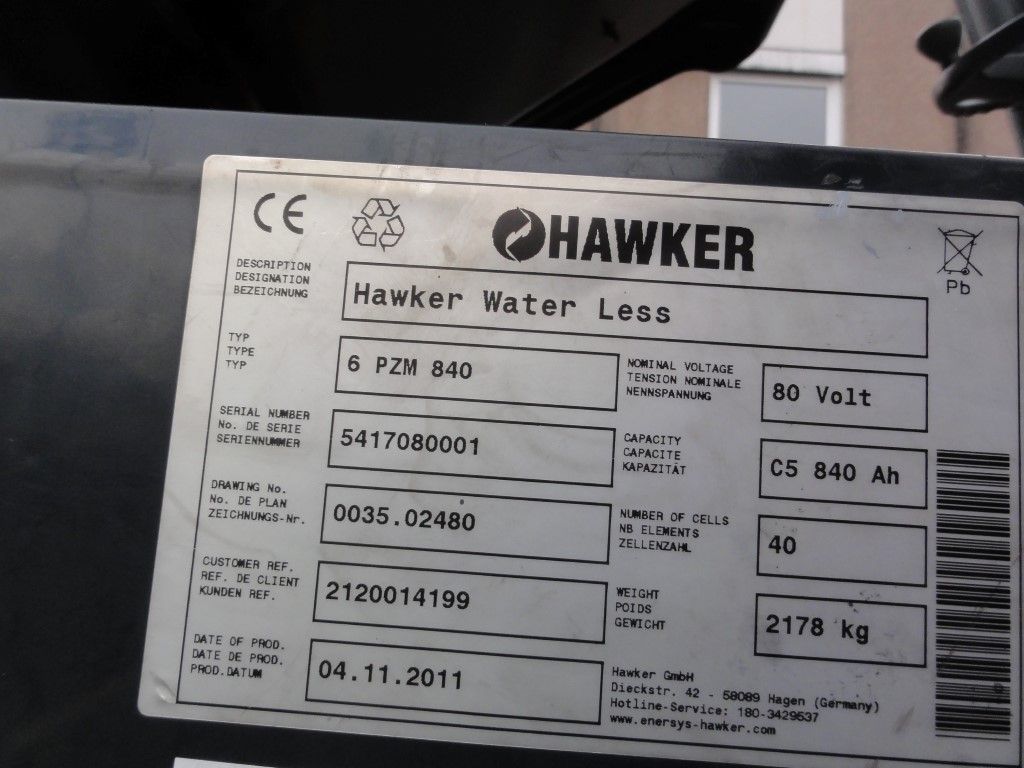 CE
HAWKER
Pb
DESCRIPTION
DESIGNATION
BEZEICHNUNG
Hawker Water Less
TYP
TYPE
TYP
6 PZM 840
NOMINAL VOLTAGE
TENSION NOMINALE
NENNSPANNUNG
80 Volt
SERIAL NUMBER
No. DE SERIE
SERIENNUMMER
5417080001
CAPACITY
CAPACITE
KAPAZITÄT
C5 840 Ah
DRAWING No.
No. DE PLAN
ZEICHNUNGS-Nr.
0035.02480
NUMBER OF CELLS
NB ELEMENTS
ZELLENZAHL
40
CUSTOMER REF.
REF. DE CLIENT
KUNDEN REF.
2120014199
WEIGHT
POIDS
GEWICHT
2178 kg
DATE OF PROD.
DATE DE PROD.
PROD.DATUM
04.11.2011
Hawker GmbH
Dieckstr. 42 - 58089 Hagen (Germany)
Hotline-Service: 180-3429537
www.enersys-hawker.com